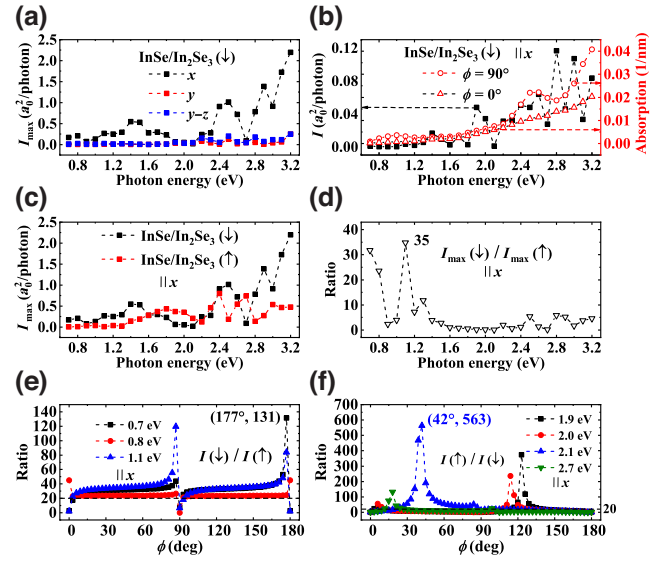 (a)
2.5
2.0
1.5
1.0
0.5
0.0
I_max (a₀²/photon)
InSe/In₂Se₃ (↓)
x
y
y−z
0.8 1.2 1.6 2.0 2.4 2.8 3.2
Photon energy (eV)
(b)
0.12
0.08
0.04
0.00
I (a₀²/photon)
InSe/In₂Se₃ (↓) ||x
ϕ = 90°
ϕ = 0°
0.04
0.03
0.02
0.01
0.00
Absorption (1/nm)
0.8 1.2 1.6 2.0 2.4 2.8 3.2
Photon energy (eV)
(c)
2.5
2.0
1.5
1.0
0.5
0.0
I_max (a₀²/photon)
InSe/In₂Se₃ (↓)
InSe/In₂Se₃ (↑)
||x
0.8 1.2 1.6 2.0 2.4 2.8 3.2
Photon energy (eV)
(d)
40
30
20
10
0
Ratio
35
I_max (↓) / I_max (↑)
||x
0.8 1.2 1.6 2.0 2.4 2.8 3.2
Photon energy (eV)
(e)
140
120
100
80
60
40
20
0
Ratio
0.7 eV
0.8 eV
1.1 eV
||x
(177°, 131)
I (↓) / I (↑)
0 30 60 90 120 150 180
ϕ (deg)
(f)
700
600
500
400
300
200
100
0
Ratio
(42°, 563)
I (↑) / I (↓)
1.9 eV
2.0 eV
2.1 eV
2.7 eV
||x
20
0 30 60 90 120 150 180
ϕ (deg)